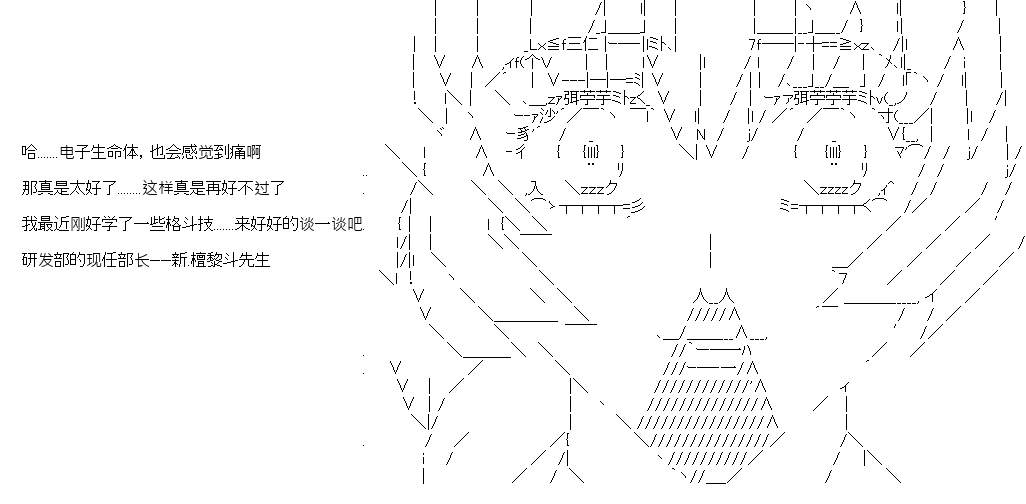 哈......电子生命体，也会感觉到痛啊
那真是太好了.......这样真是再好不过了
我最近刚好学了一些格斗技.......来好好的谈一谈吧
研发部的现任部长——新.檀黎斗先生